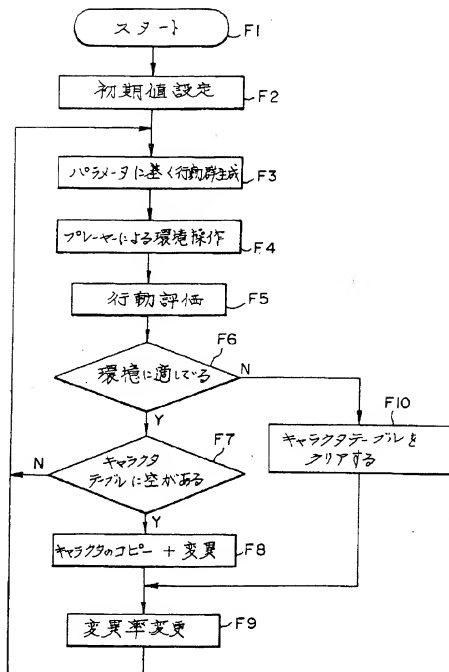 スタート
F1
初期値設定
F2
パラメータに基く行動群生成
F3
プレーヤーによる環境操作
F4
行動評価
F5
F6
環境に適してる
N
Y
F10
キャラクタテーブルを
クリアする
F7
キャラクタ
テーブルに空がある
N
Y
キャラクタのコピー + 変異
F8
変異率変更
F9